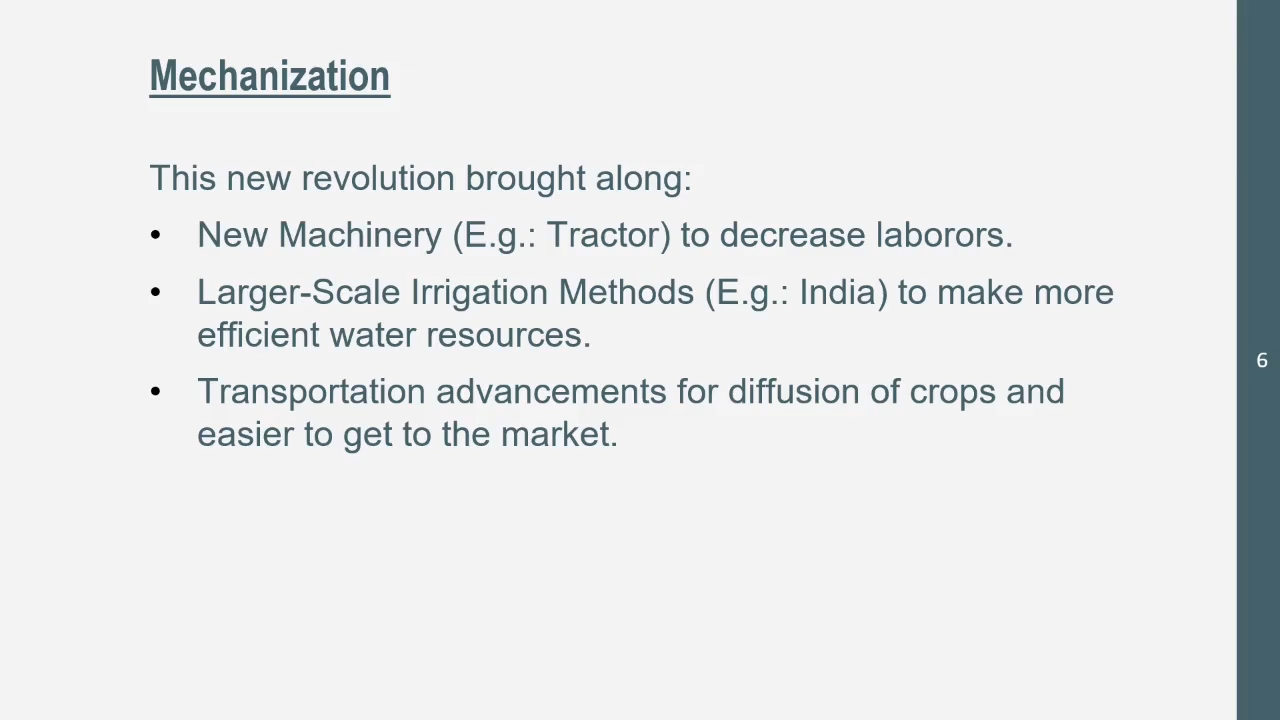 Mechanization
This new revolution brought along:
• New Machinery (E.g.: Tractor) to decrease laborors.
• Larger-Scale Irrigation Methods (E.g.: India) to make more
efficient water resources.
• Transportation advancements for diffusion of crops and
easier to get to the market.
6